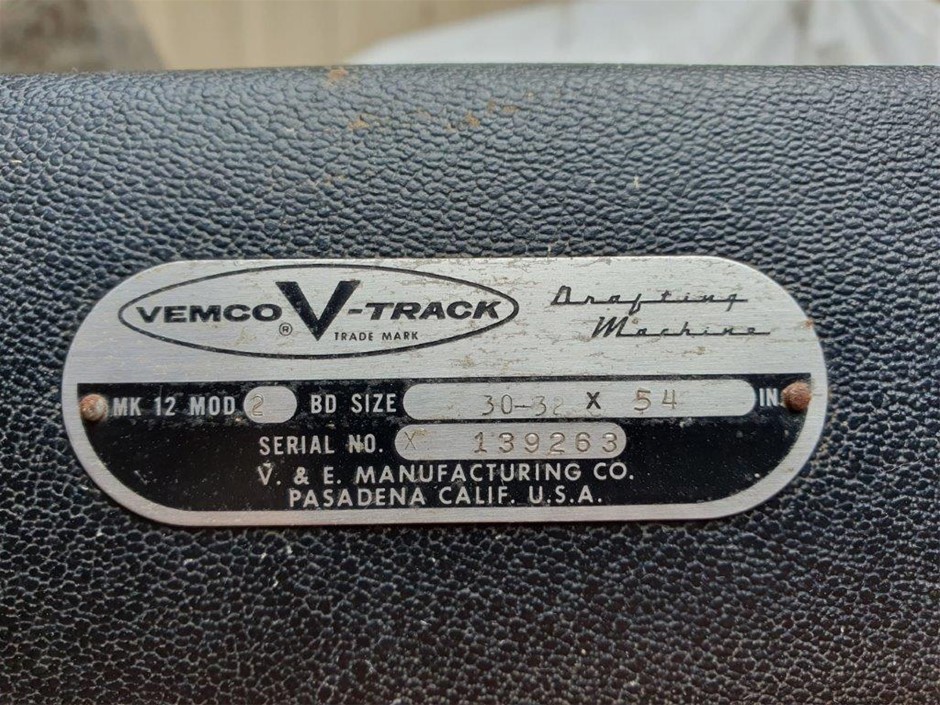 VEMCO V-TRACK
®
TRADE MARK
Drafting
Machine
MK 12 MOD 2 BD SIZE 30-32 X 54 IN.
SERIAL NO. X 139263
V. & E. MANUFACTURING CO.
PASADENA CALIF. U.S.A.